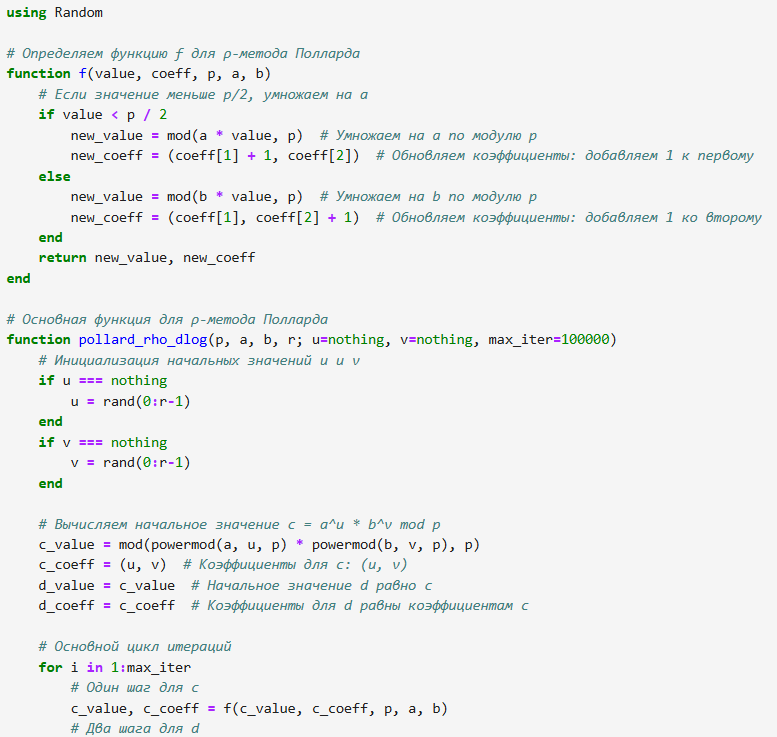 using Random

# Определяем функцию f для ρ-метода Полларда
function f(value, coeff, p, a, b)
    # Если значение меньше p/2, умножаем на a
    if value < p / 2
        new_value = mod(a * value, p)  # Умножаем на a по модулю p
        new_coeff = (coeff[1] + 1, coeff[2])  # Обновляем коэффициенты: добавляем 1 к первому
    else
        new_value = mod(b * value, p)  # Умножаем на b по модулю p
        new_coeff = (coeff[1], coeff[2] + 1)  # Обновляем коэффициенты: добавляем 1 ко второму
    end
    return new_value, new_coeff
end

# Основная функция для ρ-метода Полларда
function pollard_rho_dlog(p, a, b, r; u=nothing, v=nothing, max_iter=100000)
    # Инициализация начальных значений u и v
    if u === nothing
        u = rand(0:r-1)
    end
    if v === nothing
        v = rand(0:r-1)
    end

    # Вычисляем начальное значение c = a^u * b^v mod p
    c_value = mod(powermod(a, u, p) * powermod(b, v, p), p)
    c_coeff = (u, v)  # Коэффициенты для c: (u, v)
    d_value = c_value  # Начальное значение d равно c
    d_coeff = c_coeff  # Коэффициенты для d равны коэффициентам c

    # Основной цикл итераций
    for i in 1:max_iter
        # Один шаг для c
        c_value, c_coeff = f(c_value, c_coeff, p, a, b)
        # Два шага для d